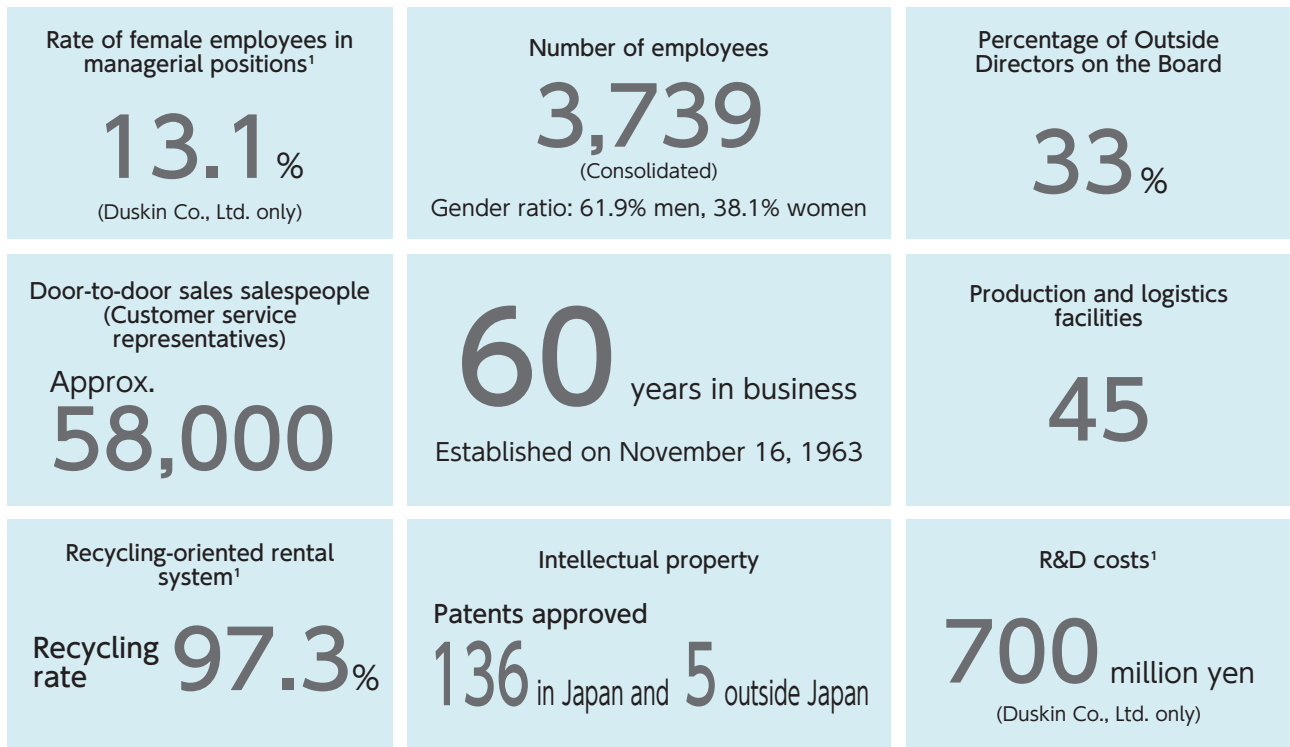 Rate of female employees in
managerial positions¹
13.1 %
(Duskin Co., Ltd. only)
Number of employees
3,739
(Consolidated)
Gender ratio: 61.9% men, 38.1% women
Percentage of Outside
Directors on the Board
33 %
Door-to-door sales salespeople
(Customer service
representatives)
Approx.
58,000
60 years in business
Established on November 16, 1963
Production and logistics
facilities
45
Recycling-oriented rental
system¹
Recycling
rate 97.3%
Intellectual property
Patents approved
136 in Japan and 5 outside Japan
R&D costs¹
700 million yen
(Duskin Co., Ltd. only)